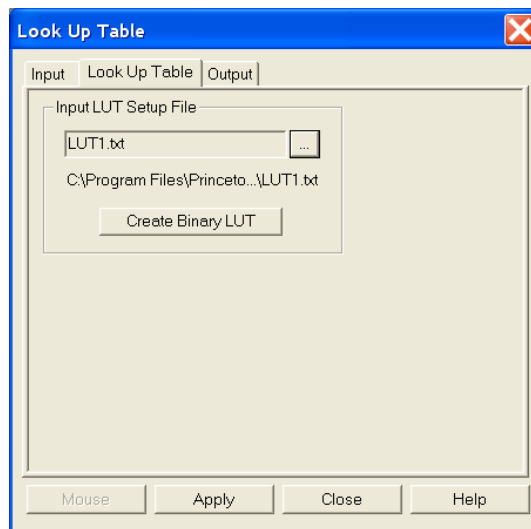 Look Up Table
Input Look Up Table Output
Input LUT Setup File
LUT1.txt ...
C:\Program Files\Princeto...\LUT1.txt
Create Binary LUT
Mouse Apply Close Help